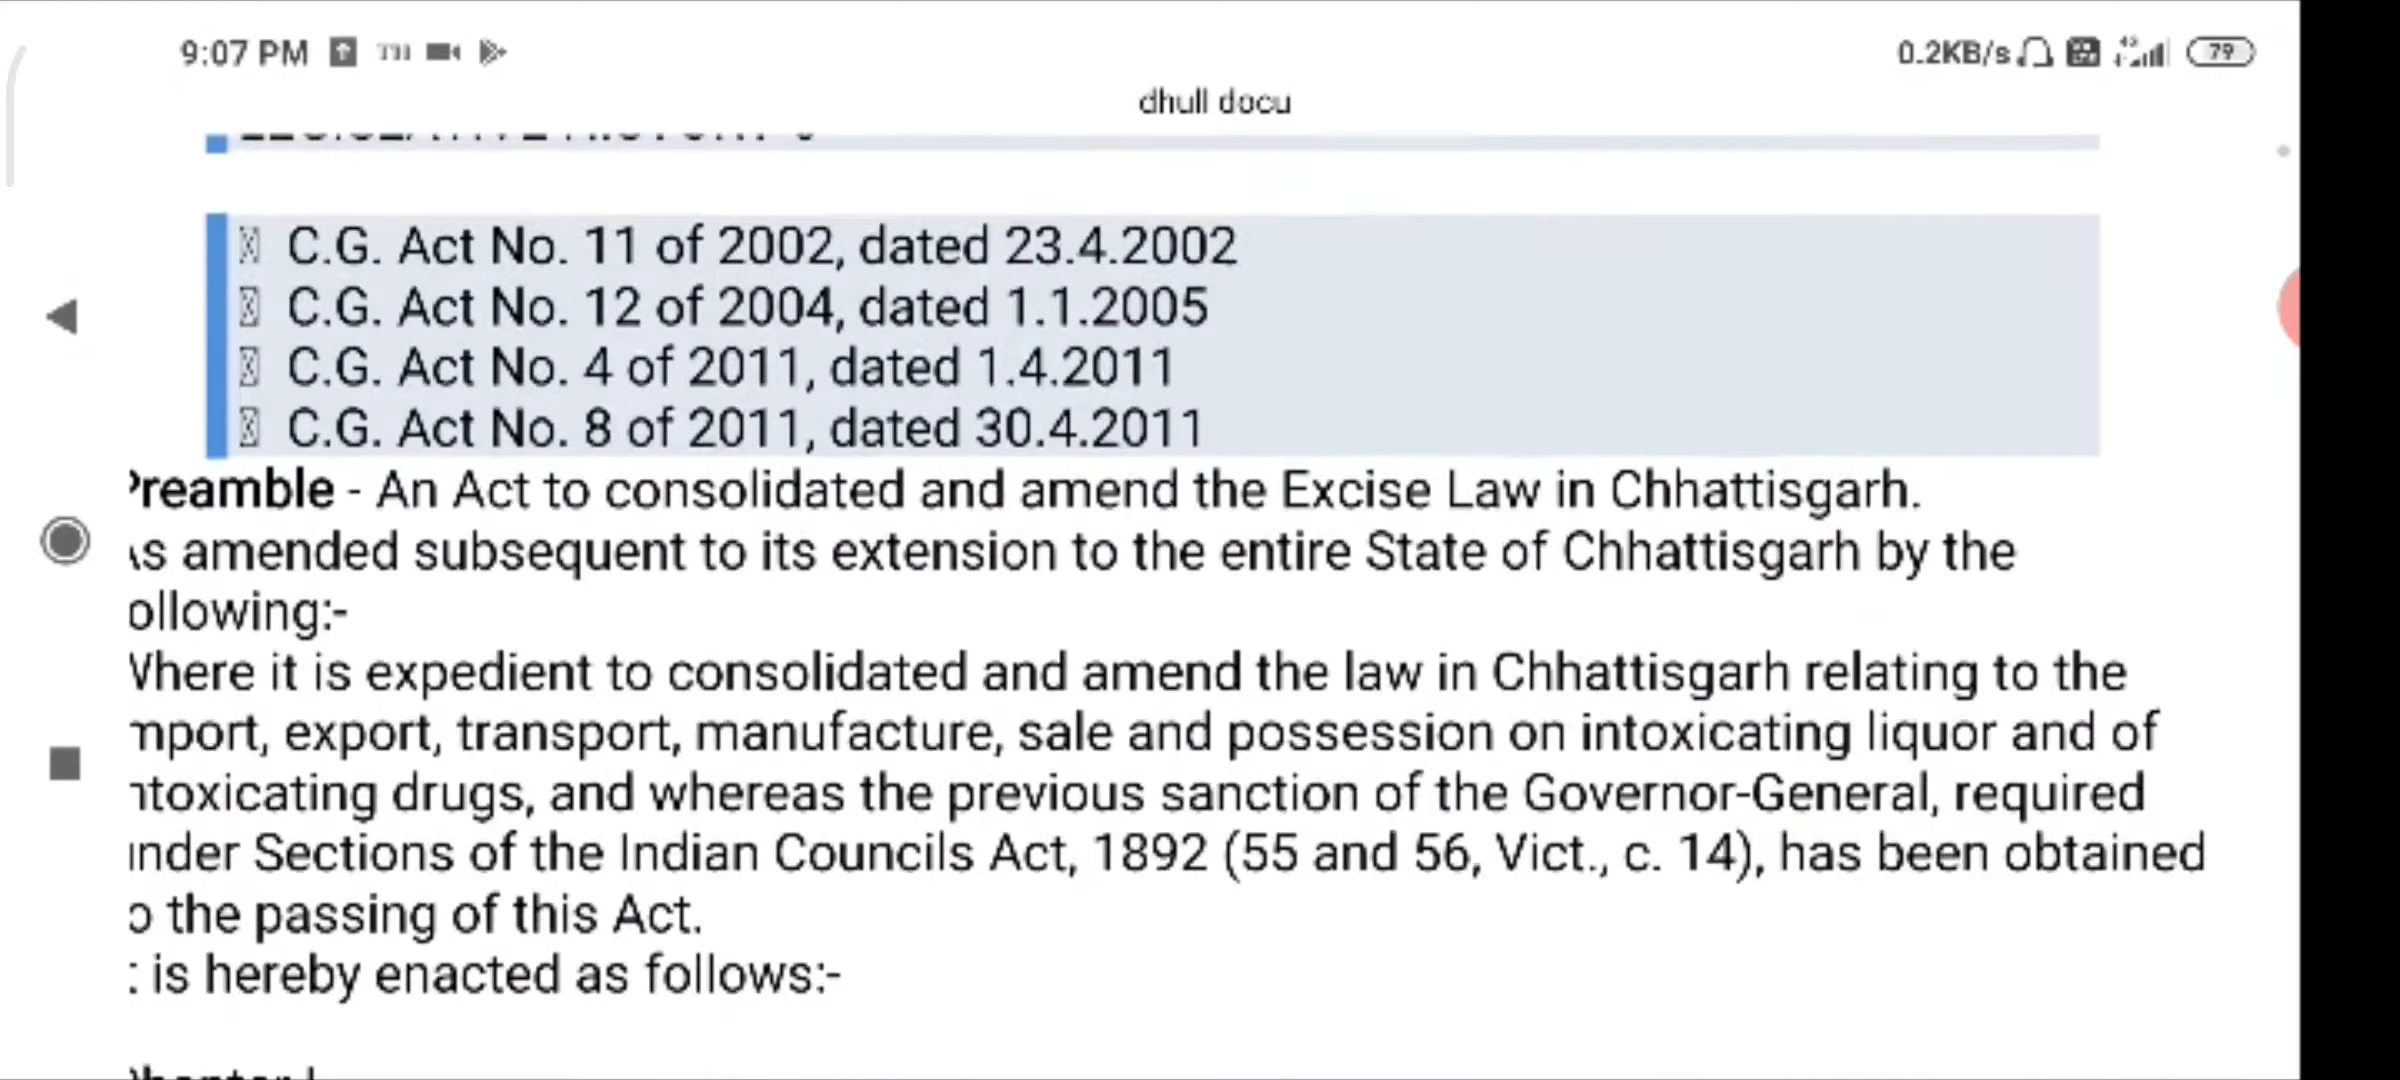 9:07 PM
0.2KB/s
79
dhull docu
C.G. Act No. 11 of 2002, dated 23.4.2002
C.G. Act No. 12 of 2004, dated 1.1.2005
C.G. Act No. 4 of 2011, dated 1.4.2011
C.G. Act No. 8 of 2011, dated 30.4.2011
Preamble - An Act to consolidated and amend the Excise Law in Chhattisgarh.
As amended subsequent to its extension to the entire State of Chhattisgarh by the
ollowing:-
Where it is expedient to consolidated and amend the law in Chhattisgarh relating to the
mport, export, transport, manufacture, sale and possession on intoxicating liquor and of
ntoxicating drugs, and whereas the previous sanction of the Governor-General, required
under Sections of the Indian Councils Act, 1892 (55 and 56, Vict., c. 14), has been obtained
o the passing of this Act.
t is hereby enacted as follows:-